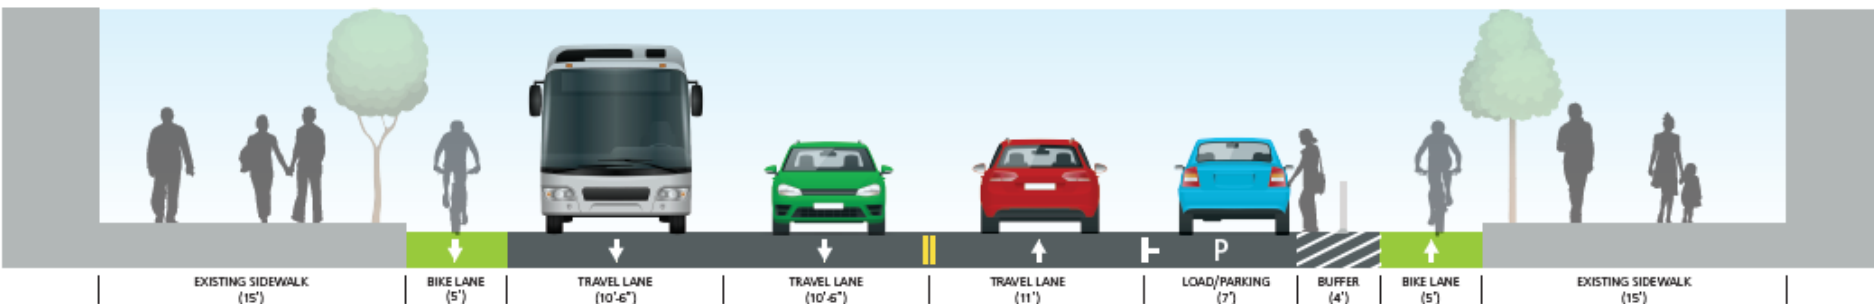 P
EXISTING SIDEWALK
(15')
BIKE LANE
(5')
TRAVEL LANE
(10'-6")
TRAVEL LANE
(10'-6")
TRAVEL LANE
(11')
LOAD/PARKING
(7')
BUFFER
(4')
BIKE LANE
(5')
EXISTING SIDEWALK
(15')